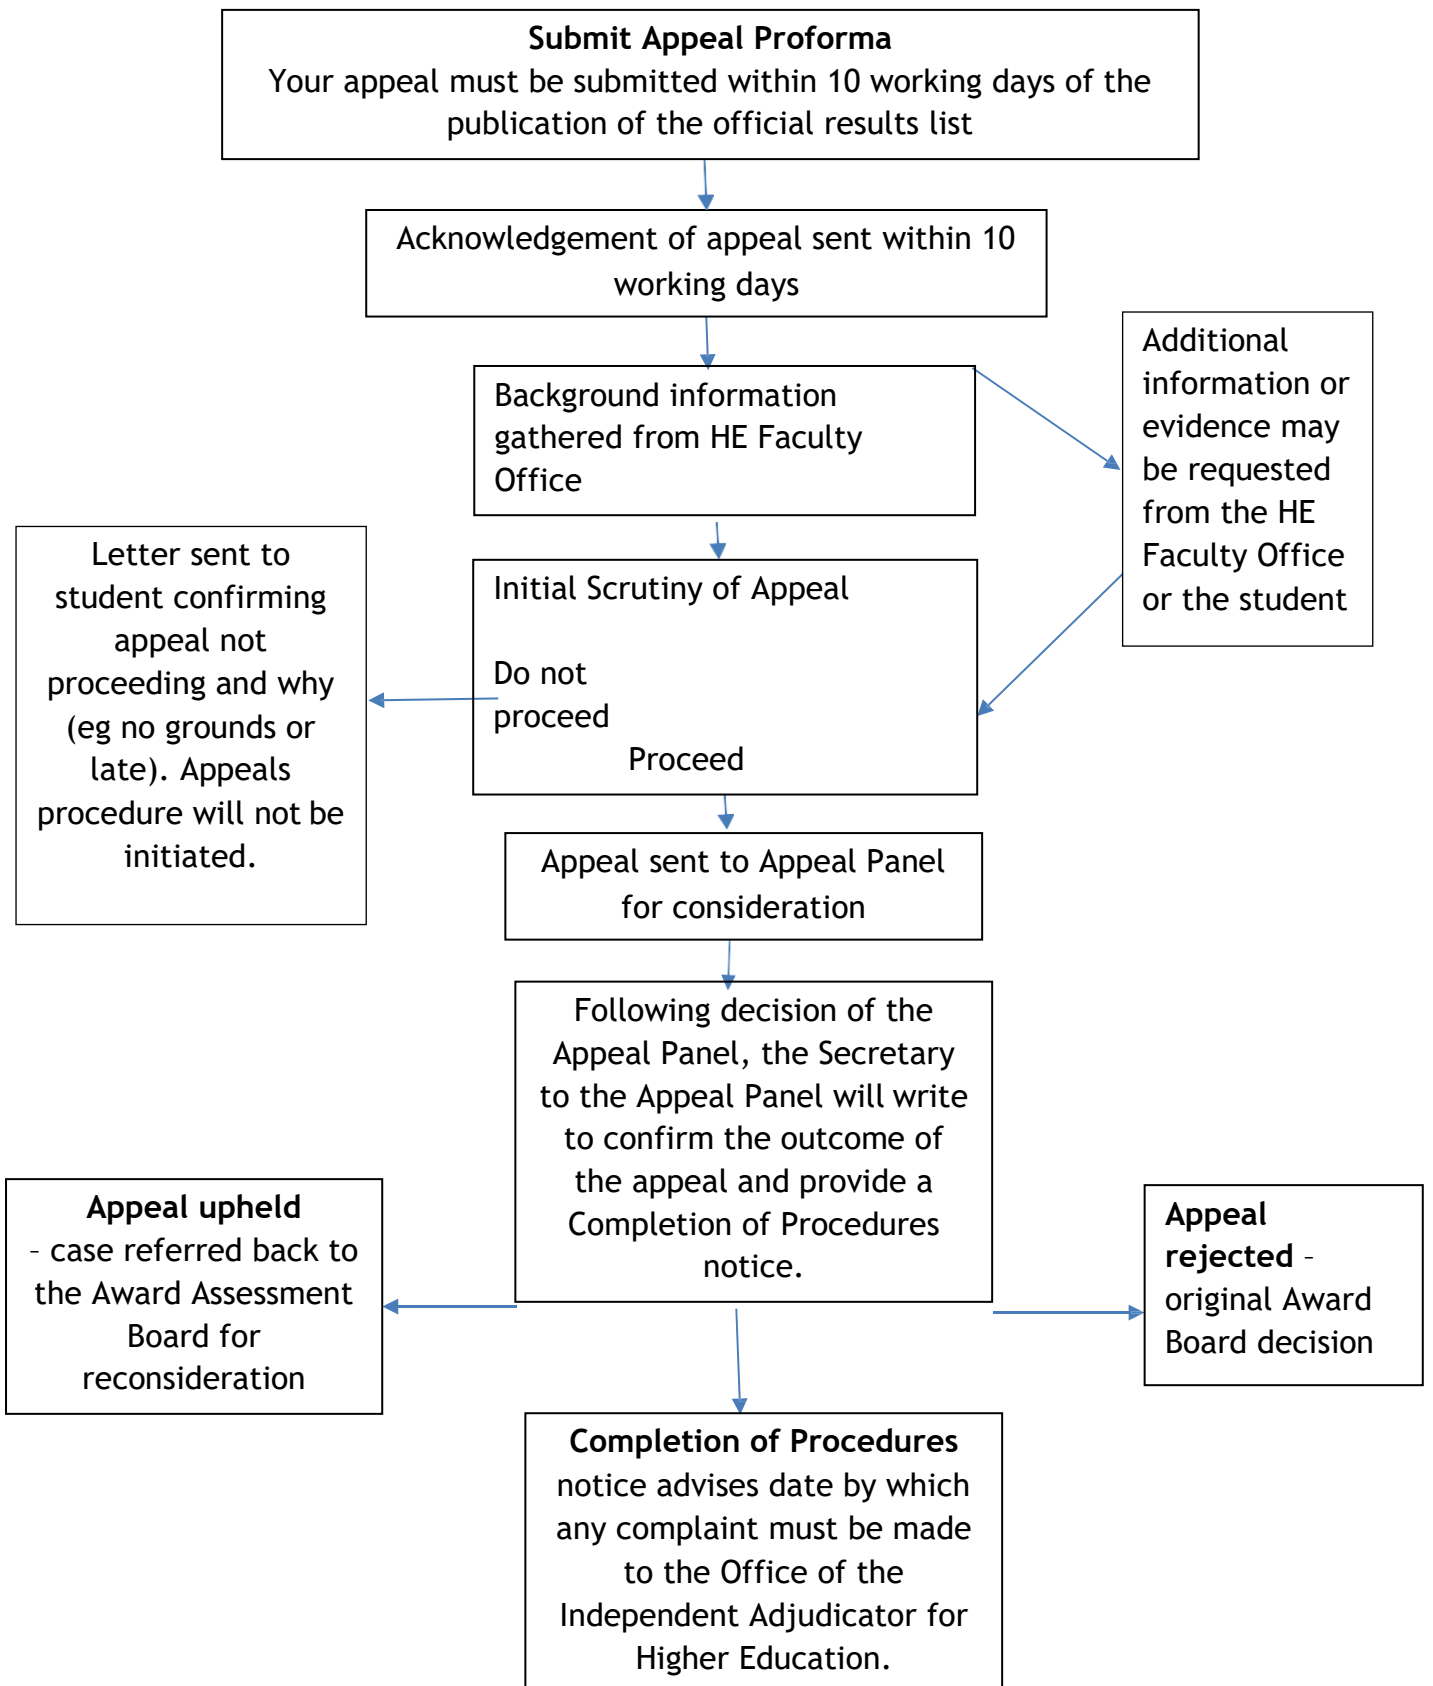 Submit Appeal Proforma
Your appeal must be submitted within 10 working days of the
publication of the official results list
Acknowledgement of appeal sent within 10
working days
Background information
gathered from HE Faculty
Office
Additional
information or
evidence may
be requested
from the HE
Faculty Office
or the student
Initial Scrutiny of Appeal
Do not
proceed
Proceed
Letter sent to
student confirming
appeal not
proceeding and why
(eg no grounds or
late). Appeals
procedure will not be
initiated.
Appeal sent to Appeal Panel
for consideration
Following decision of the
Appeal Panel, the Secretary
to the Appeal Panel will write
to confirm the outcome of
the appeal and provide a
Completion of Procedures
notice.
Appeal upheld
– case referred back to
the Award Assessment
Board for
reconsideration
Appeal
rejected –
original Award
Board decision
Completion of Procedures
notice advises date by which
any complaint must be made
to the Office of the
Independent Adjudicator for
Higher Education.